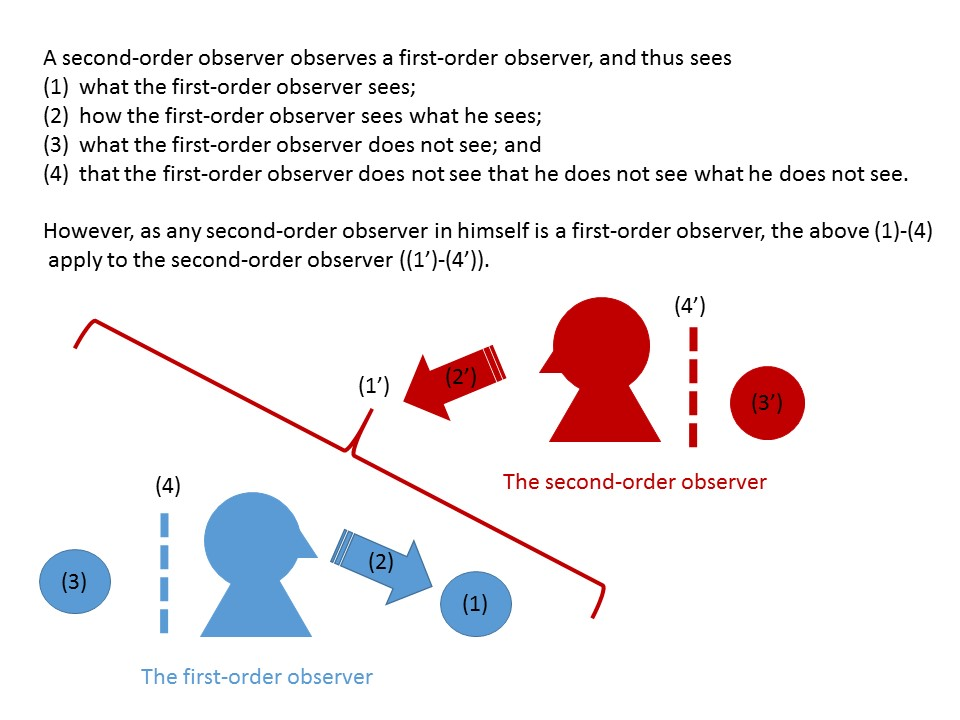 A second-order observer observes a first-order observer, and thus sees
(1) what the first-order observer sees;
(2) how the first-order observer sees what he sees;
(3) what the first-order observer does not see; and
(4) that the first-order observer does not see that he does not see what he does not see.
However, as any second-order observer in himself is a first-order observer, the above (1)-(4)
apply to the second-order observer ((1’)-(4’)).
(4’)
(1’)
(2’)
(3’)
The second-order observer
(4)
(3)
(2)
(1)
The first-order observer